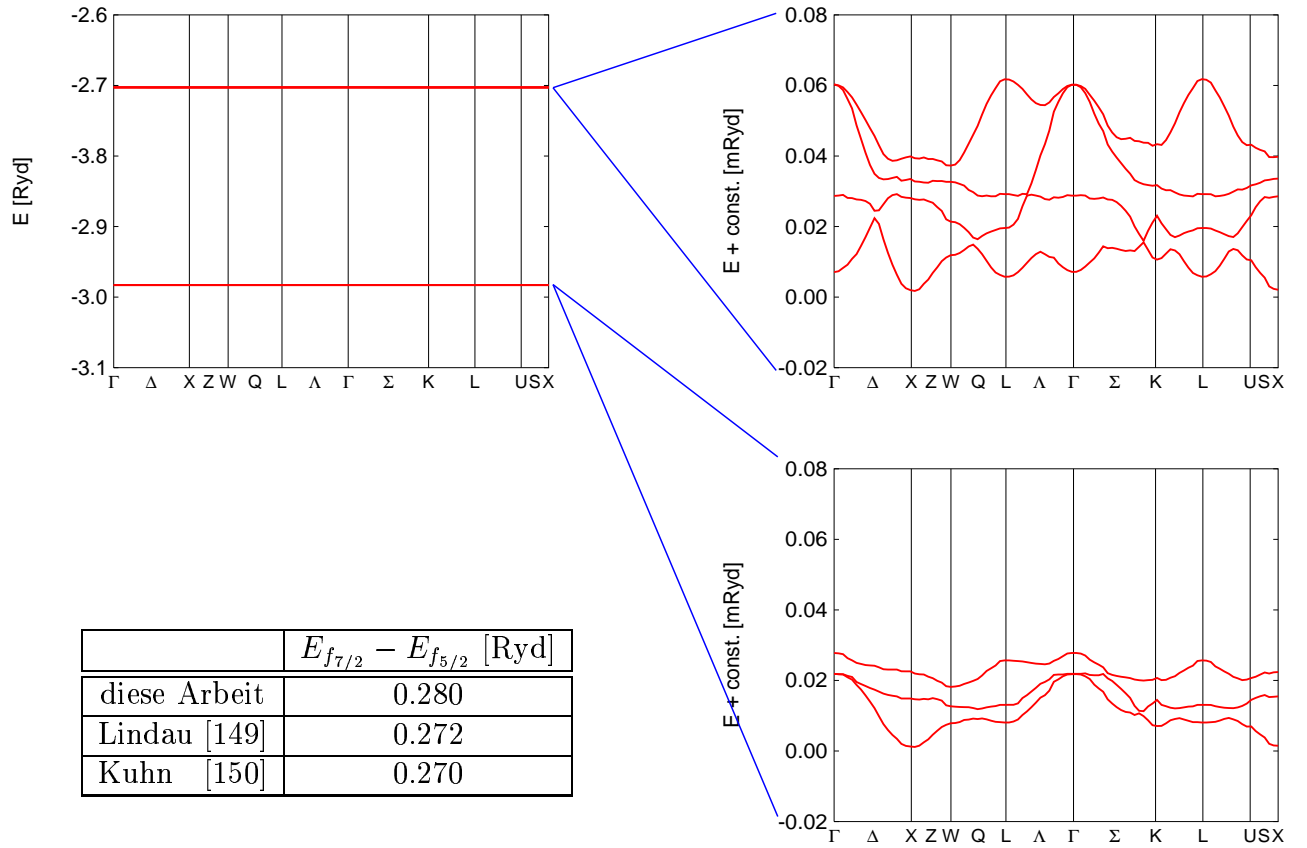 -2.6
-2.7
-3.8
-2.9
-3.0
-3.1
E [Ryd]
Γ Δ X Z W Q L Λ Γ Σ K L U S X
0.08
0.06
0.04
0.02
0.00
-0.02
E + const. [mRyd]
Γ Δ X Z W Q L Λ Γ Σ K L U S X
0.08
0.06
0.04
0.02
0.00
-0.02
E + const. [mRyd]
Γ Δ X Z W Q L Λ Γ Σ K L U S X
E_{f_{7/2}} − E_{f_{5/2}} [Ryd]
diese Arbeit 0.280
Lindau [149] 0.272
Kuhn [150] 0.270